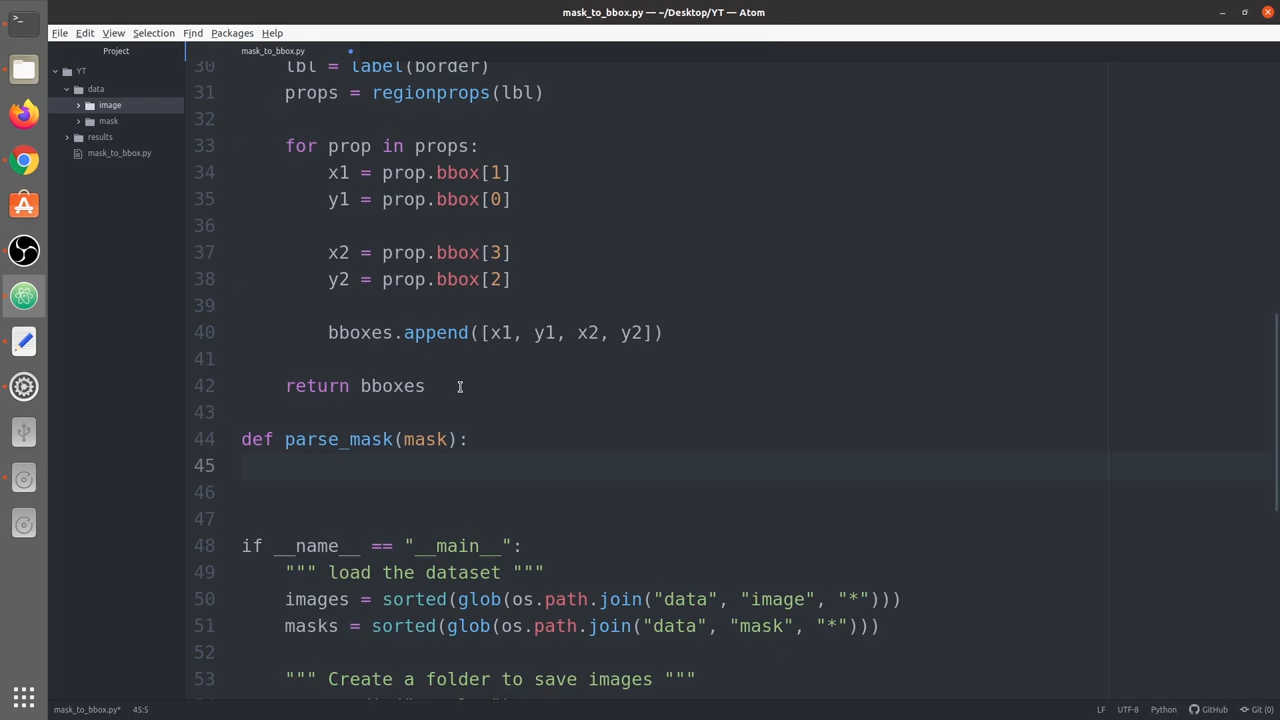 mask_to_bbox.py — ~/Desktop/YT — Atom
File Edit View Selection Find Packages Help
Project
mask_to_bbox.py
YT
data
image
mask
results
mask_to_bbox.py
30 lbl = label(border)
31 props = regionprops(lbl)
32
33 for prop in props:
34 x1 = prop.bbox[1]
35 y1 = prop.bbox[0]
36
37 x2 = prop.bbox[3]
38 y2 = prop.bbox[2]
39
40 bboxes.append([x1, y1, x2, y2])
41
42 return bboxes
43
44 def parse_mask(mask):
45
46
47
48 if __name__ == "__main__":
49 """ load the dataset """
50 images = sorted(glob(os.path.join("data", "image", "*")))
51 masks = sorted(glob(os.path.join("data", "mask", "*")))
52
53 """ Create a folder to save images """
mask_to_bbox.py* 45:5 LF UTF-8 Python GitHub Git (0)